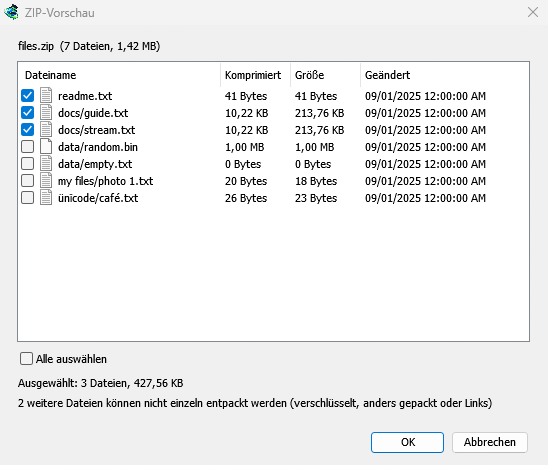 ZIP-Vorschau
files.zip (7 Dateien, 1,42 MB)
Dateiname Komprimiert Größe Geändert
readme.txt 41 Bytes 41 Bytes 09/01/2025 12:00:00 AM
docs/guide.txt 10,22 KB 213,76 KB 09/01/2025 12:00:00 AM
docs/stream.txt 10,22 KB 213,76 KB 09/01/2025 12:00:00 AM
data/random.bin 1,00 MB 1,00 MB 09/01/2025 12:00:00 AM
data/empty.txt 0 Bytes 0 Bytes 09/01/2025 12:00:00 AM
my files/photo 1.txt 20 Bytes 18 Bytes 09/01/2025 12:00:00 AM
ünicode/café.txt 26 Bytes 23 Bytes 09/01/2025 12:00:00 AM
Alle auswählen
Ausgewählt: 3 Dateien, 427,56 KB
2 weitere Dateien können nicht einzeln entpackt werden (verschlüsselt, anders gepackt oder Links)
OK Abbrechen